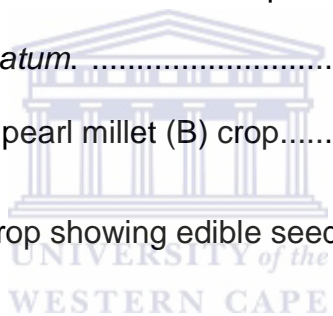 atum. ..............................
pearl millet (B) crop......
rop showing edible seed
UNIVERSITY of the
WESTERN CAPE